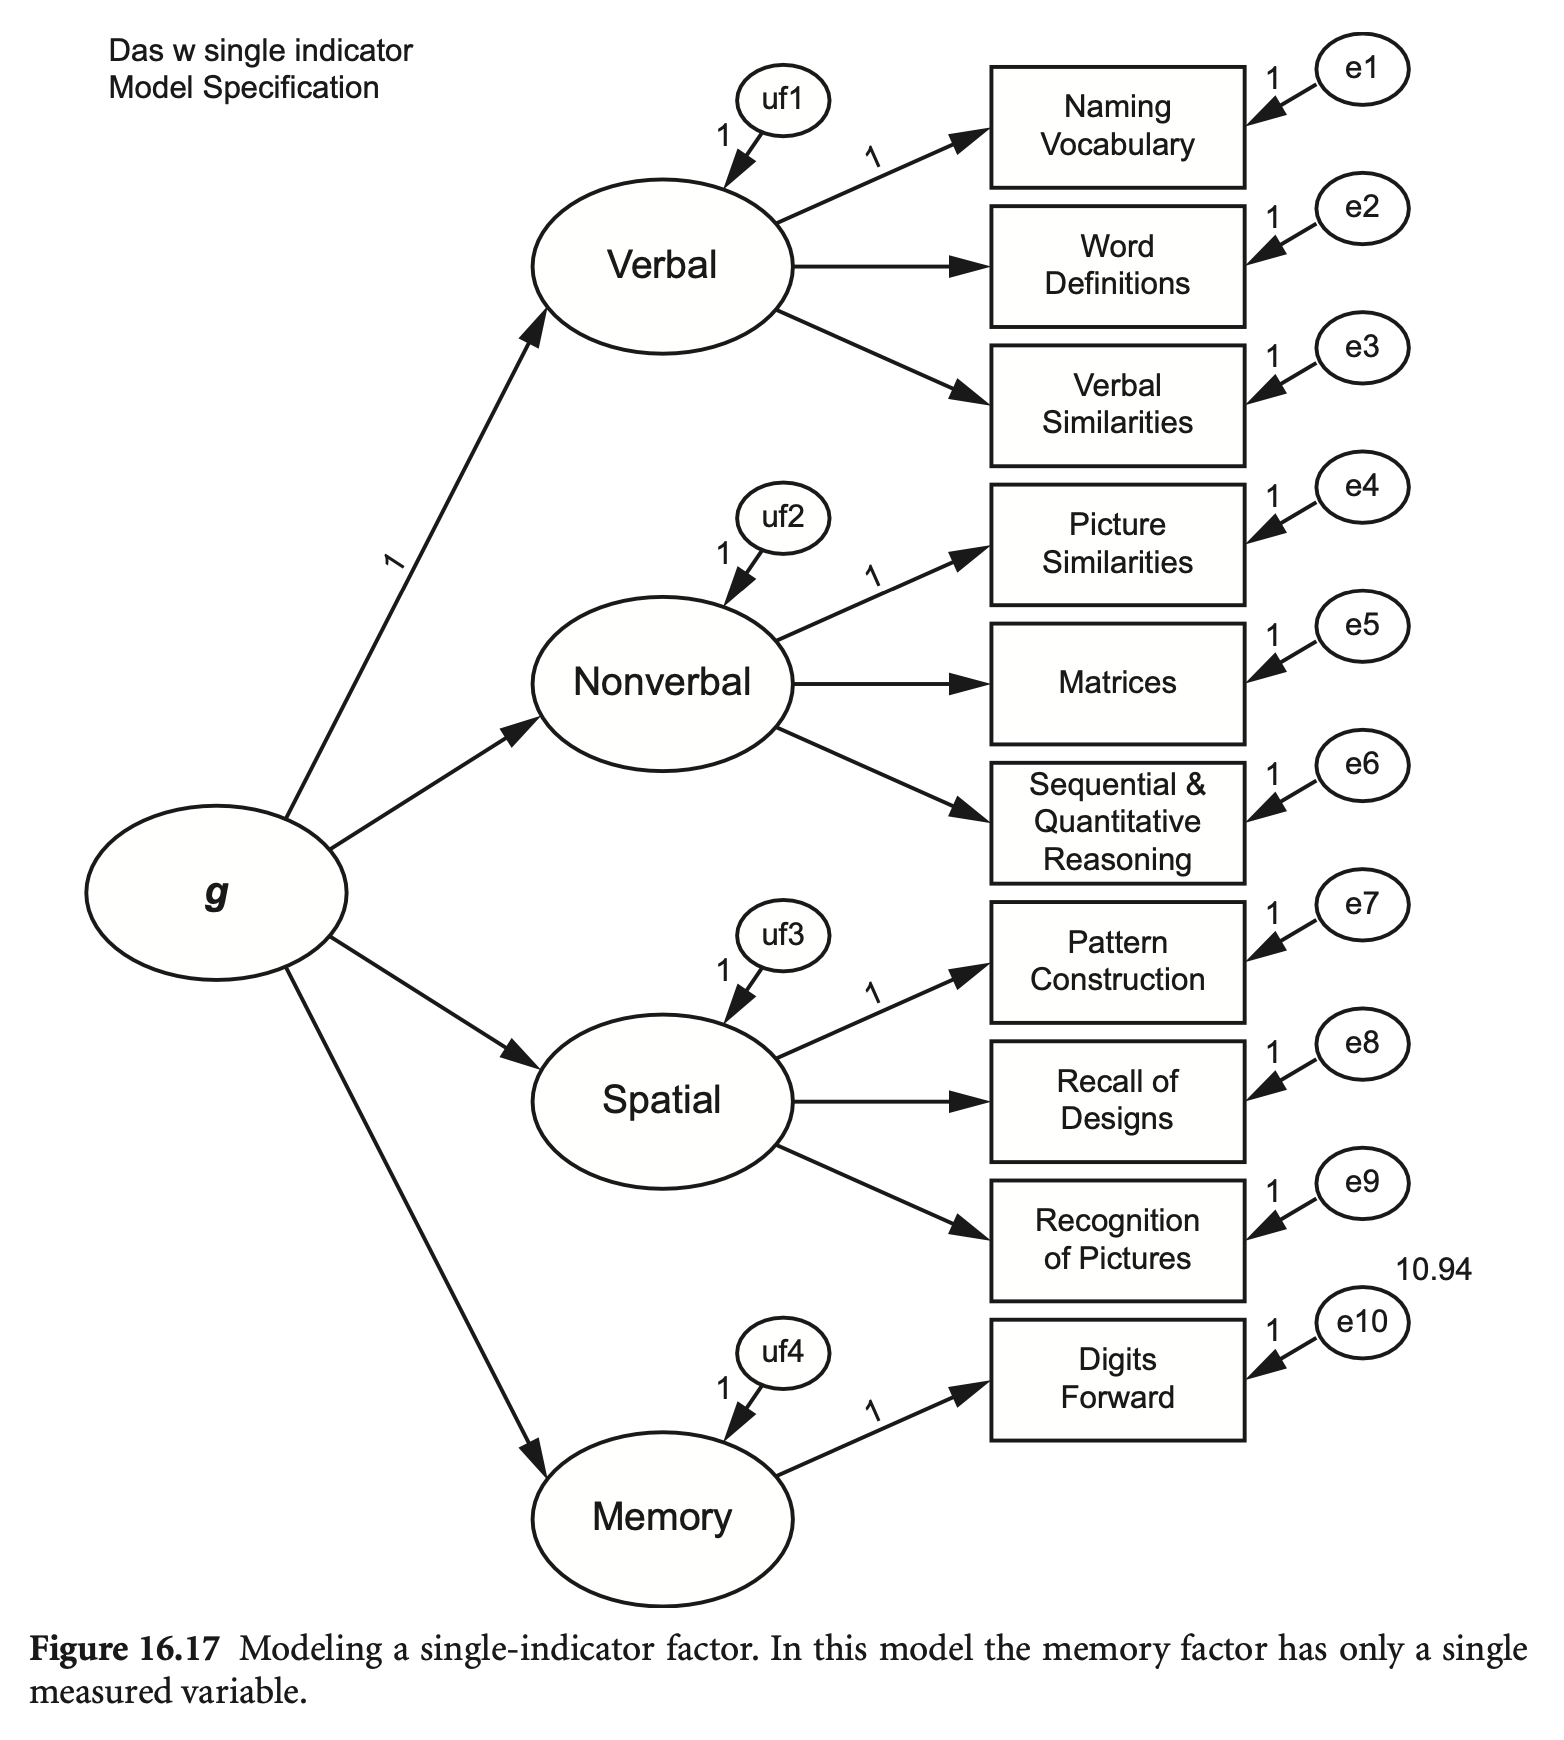 Das w single indicator
Model Specification
uf1
1
Verbal
1
Naming
Vocabulary
1
e1
Word
Definitions
1
e2
Verbal
Similarities
1
e3
1
uf2
1
Nonverbal
1
Picture
Similarities
1
e4
Matrices
1
e5
Sequential &
Quantitative
Reasoning
1
e6
g
uf3
1
Spatial
1
Pattern
Construction
1
e7
Recall of
Designs
1
e8
Recognition
of Pictures
1
e9
10.94
uf4
1
Memory
1
Digits
Forward
1
e10
Figure 16.17 Modeling a single-indicator factor. In this model the memory factor has only a single
measured variable.